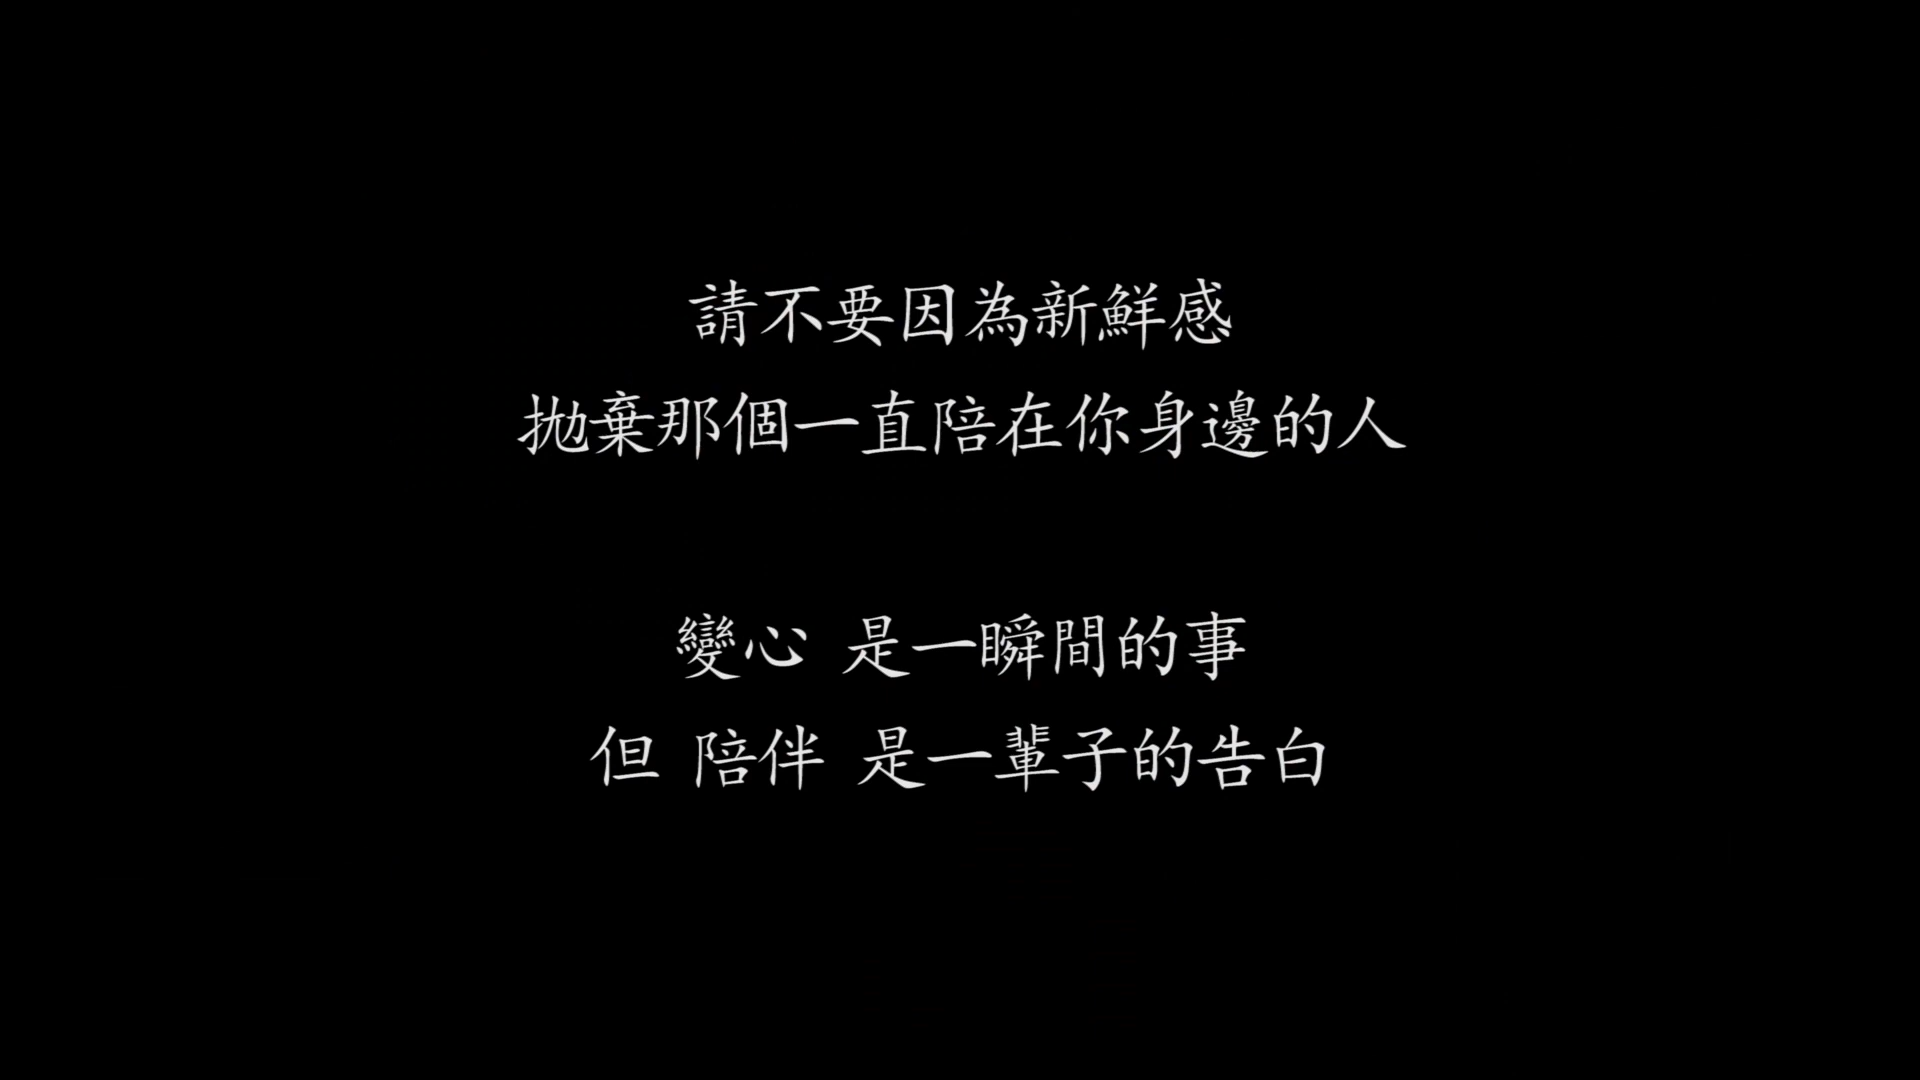 請不要因為新鮮感
拋棄那個一直陪在你身邊的人
變心 是一瞬間的事
但 陪伴 是一輩子的告白